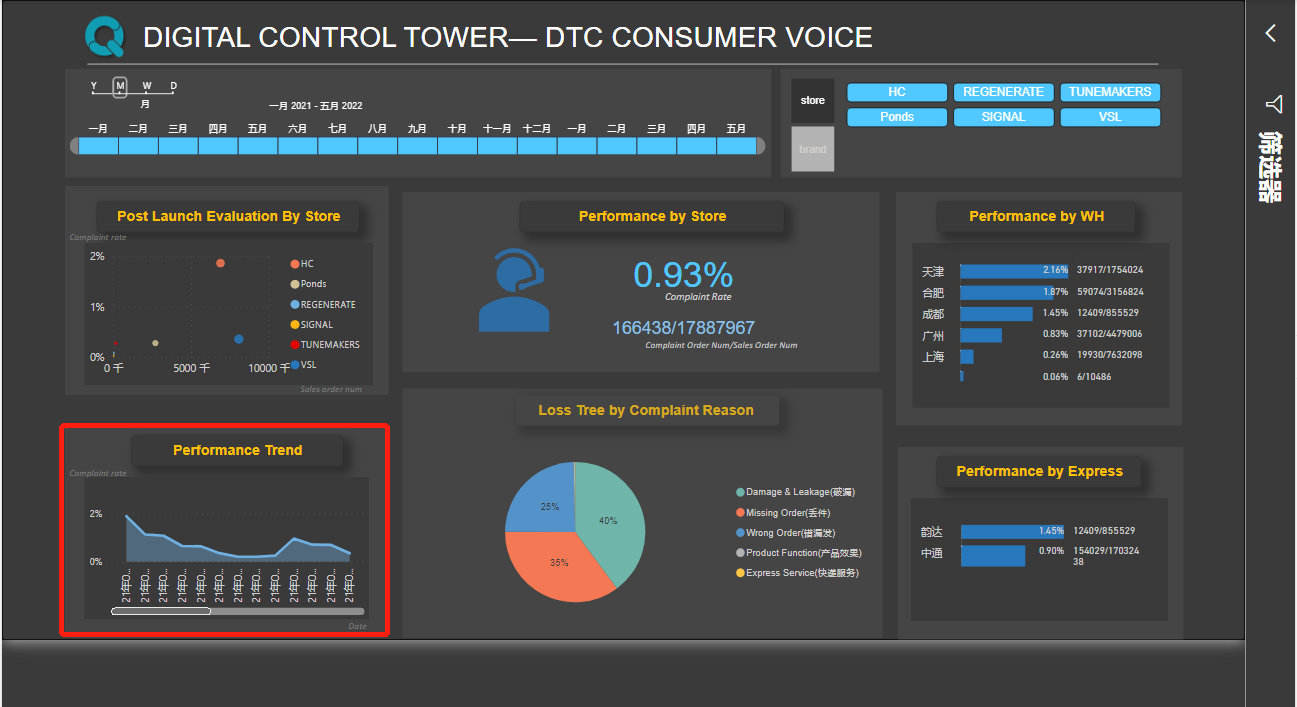 DIGITAL CONTROL TOWER— DTC CONSUMER VOICE
Y M W D
月
一月 2021 - 五月 2022
一月 二月 三月 四月 五月 六月 七月 八月 九月 十月 十一月 十二月 一月 二月 三月 四月 五月
store
brand
HC REGENERATE TUNEMAKERS
Ponds SIGNAL VSL
筛选器
Post Launch Evaluation By Store
Complaint rate
2%
1%
0%
0 千 5000 千 10000 千
Sales order num
HC
Ponds
REGENERATE
SIGNAL
TUNEMAKERS
VSL
Performance by Store
0.93%
Complaint Rate
166438/17887967
Complaint Order Num/Sales Order Num
Performance by WH
天津 2.16% 37917/1754024
合肥 1.87% 59074/3156824
成都 1.45% 12409/855529
广州 0.83% 37102/4479006
上海 0.26% 19930/7632098
0.06% 6/10486
Performance Trend
Complaint rate
2%
0%
21年0... 21年0... 21年0... 21年0... 21年0... 21年0... 21年0... 21年0... 21年0... 21年0... 21年0... 21年0... 21年0...
Date
Loss Tree by Complaint Reason
25%
40%
35%
Damage & Leakage(破漏)
Missing Order(丢件)
Wrong Order(错漏发)
Product Function(产品效果)
Express Service(快递服务)
Performance by Express
韵达 1.45% 12409/855529
中通 0.90% 154029/170324
38